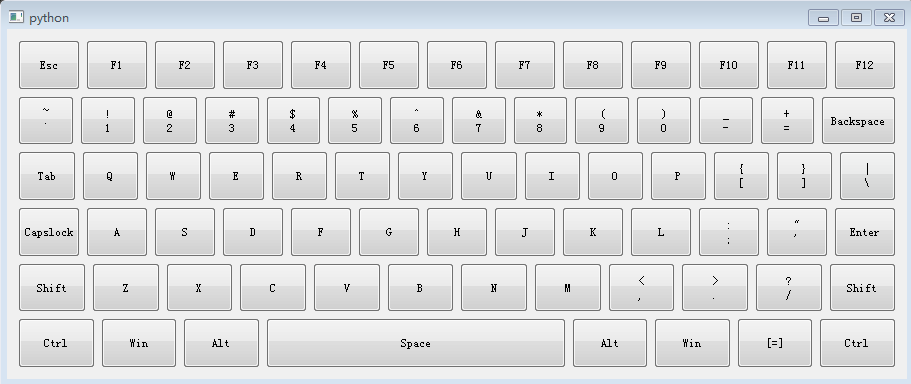 python
Esc F1 F2 F3 F4 F5 F6 F7 F8 F9 F10 F11 F12
~ ! @ # $ % ^ & * ( ) _ +
` 1 2 3 4 5 6 7 8 9 0 - = Backspace
{ } |
Tab Q W E R T Y U I O P [ ] \
: "
Capslock A S D F G H J K L ; ' Enter
< > ?
Shift Z X C V B N M , . / Shift
Ctrl Win Alt Space Alt Win [=] Ctrl